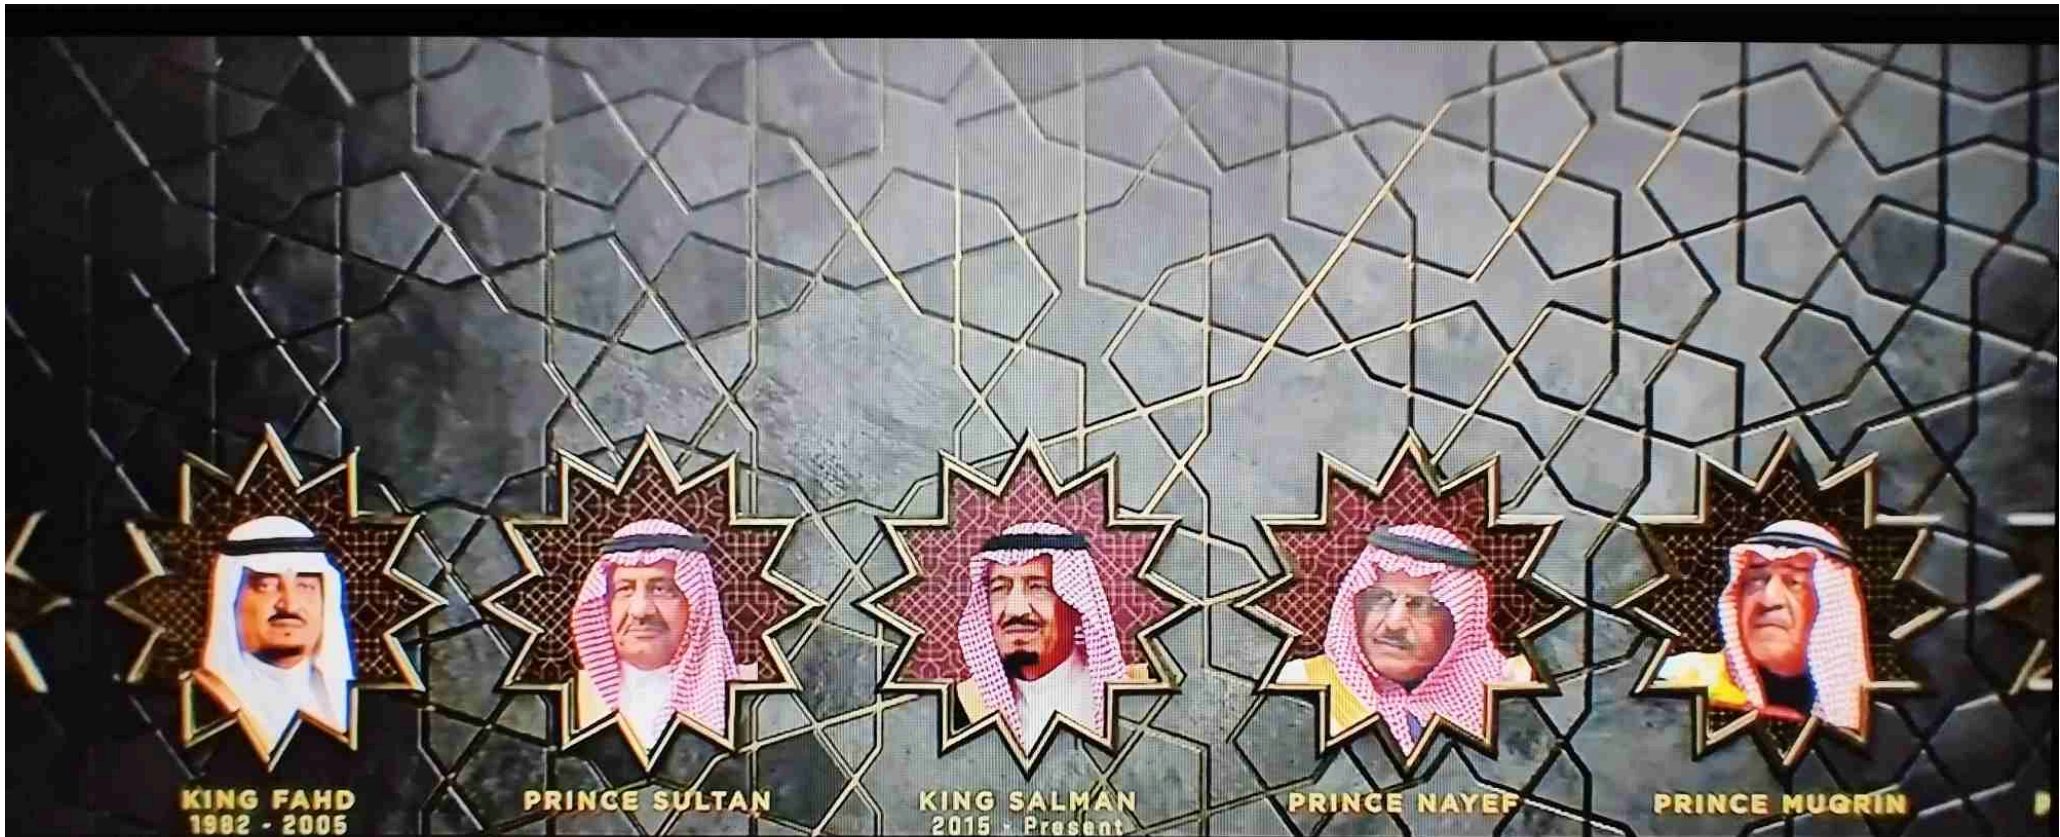 KING FAHD
1982 - 2005
PRINCE SULTAN
KING SALMAN
2015 - Present
PRINCE NAYEF
PRINCE MUQRIN